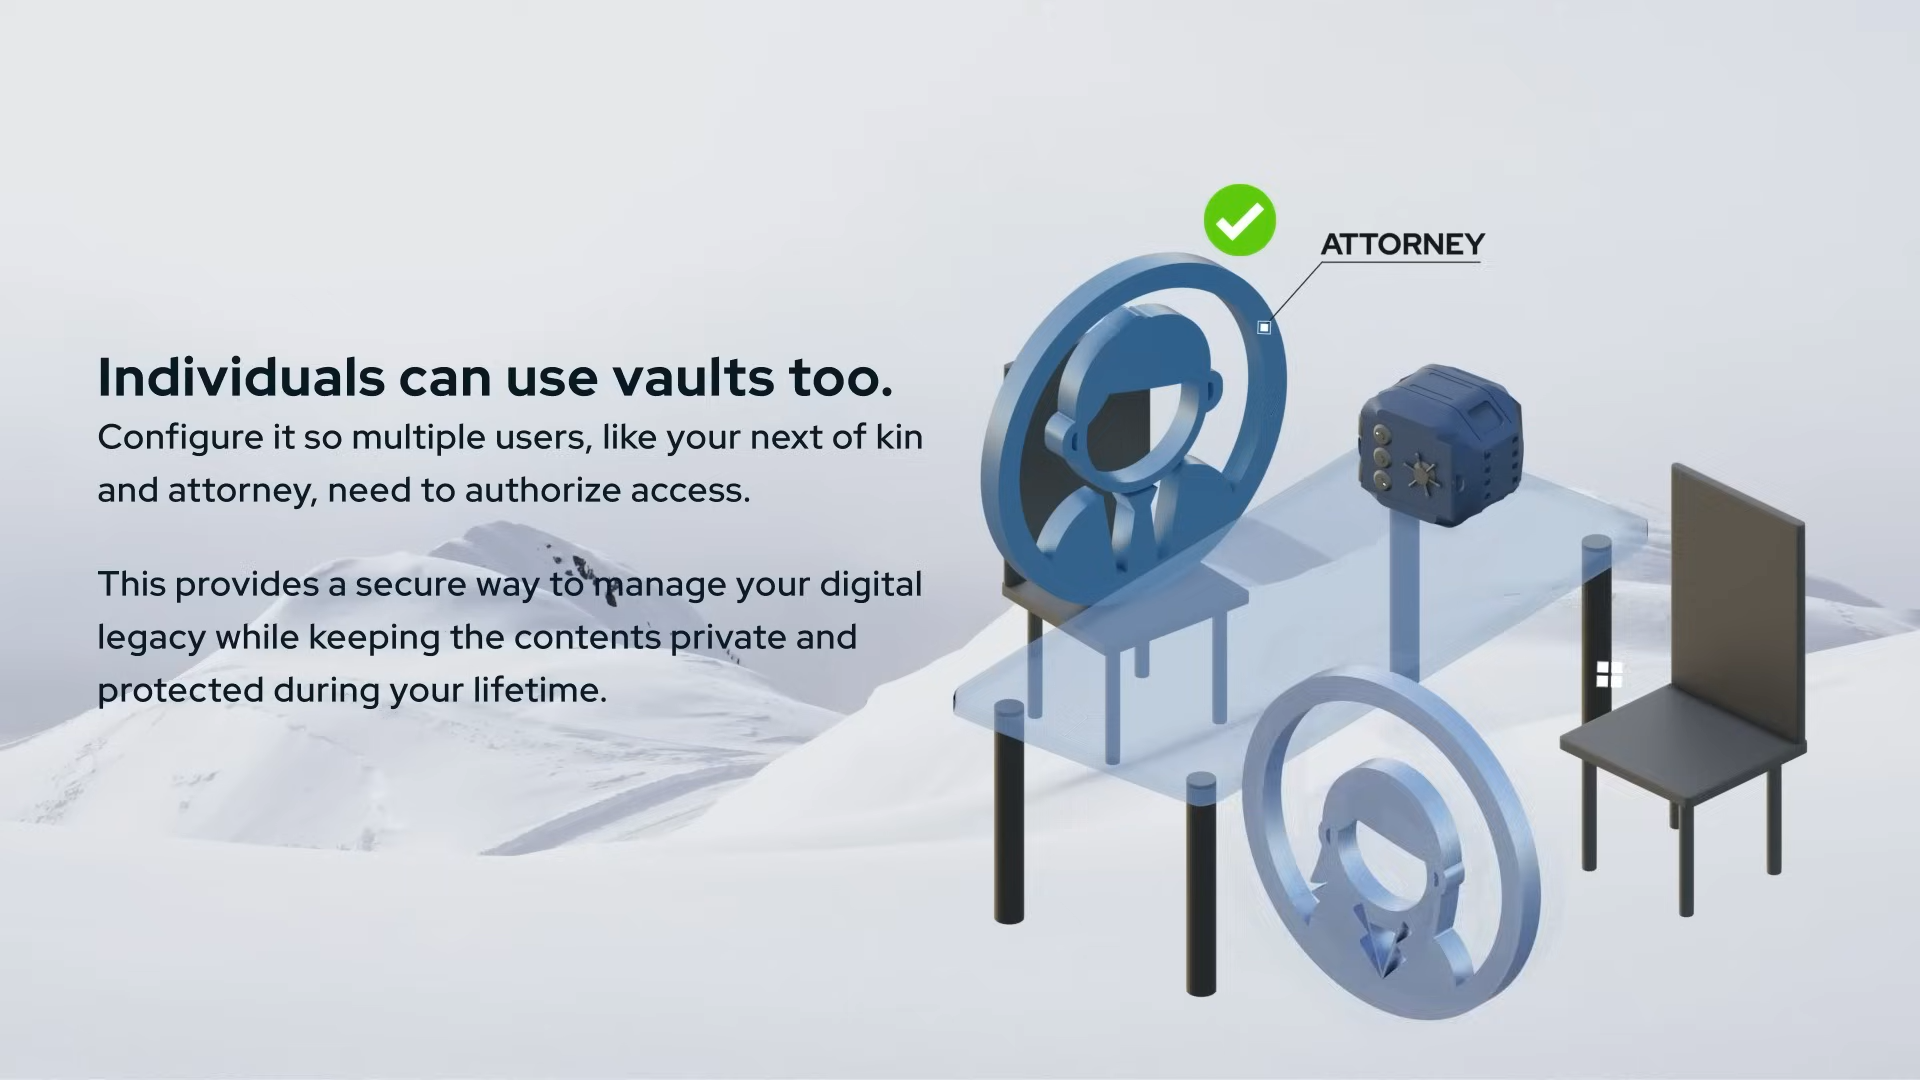 ATTORNEY
Individuals can use vaults too.
Configure it so multiple users, like your next of kin
and attorney, need to authorize access.
This provides a secure way to manage your digital
legacy while keeping the contents private and
protected during your lifetime.